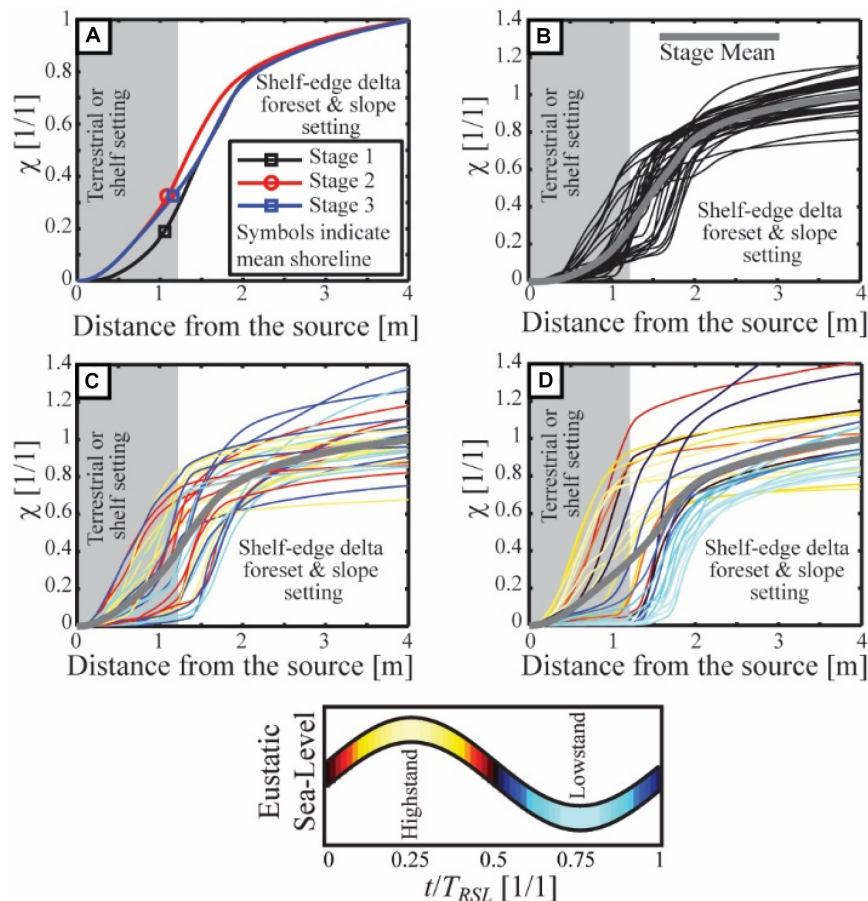 A
1
0.8
0.6
0.4
0.2
0
χ [1/1]
Terrestrial or
shelf setting
Shelf-edge delta
foreset & slope
setting
Stage 1
Stage 2
Stage 3
Symbols indicate
mean shoreline
0 1 2 3 4
Distance from the source [m]
B
1.4
1.2
1
0.8
0.6
0.4
0.2
0
χ [1/1]
Stage Mean
Terrestrial or
shelf setting
Shelf-edge delta
foreset & slope
setting
0 1 2 3 4
Distance from the source [m]
C
1.4
1.2
1
0.8
0.6
0.4
0.2
0
χ [1/1]
Terrestrial or
shelf setting
Shelf-edge delta
foreset & slope
setting
0 1 2 3 4
Distance from the source [m]
D
1.4
1.2
1
0.8
0.6
0.4
0.2
0
χ [1/1]
Terrestrial or
shelf setting
Shelf-edge delta
foreset & slope
setting
0 1 2 3 4
Distance from the source [m]
Eustatic
Sea-Level
Highstand
Lowstand
0 0.25 0.5 0.75 1
t/T_RSL [1/1]